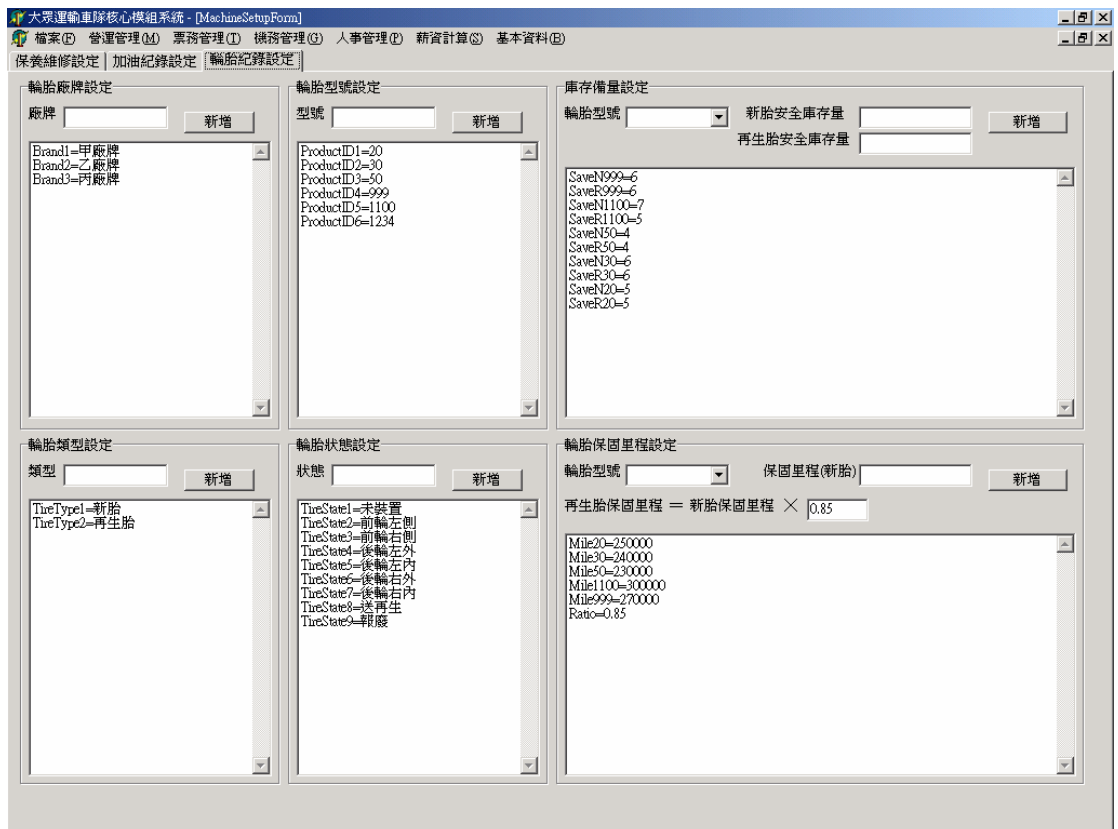 大眾運輸車隊核心模組系統 - [MachineSetupForm]
檔案(F) 營運管理(M) 票務管理(T) 機務管理(G) 人事管理(P) 薪資計算(S) 基本資料(B)
保養維修設定 加油紀錄設定 輪胎紀錄設定
輪胎廠牌設定
廠牌 新增
Brand1=甲廠牌
Brand2=乙廠牌
Brand3=丙廠牌
輪胎型號設定
型號 新增
ProductID1=20
ProductID2=30
ProductID3=50
ProductID4=999
ProductID5=1100
ProductID6=1234
庫存備量設定
輪胎型號 新胎安全庫存量 新增
再生胎安全庫存量
SaveN999=6
SaveR999=6
SaveN1100=7
SaveR1100=5
SaveN50=4
SaveR50=4
SaveN30=6
SaveR30=6
SaveN20=5
SaveR20=5
輪胎類型設定
類型 新增
TireType1=新胎
TireType2=再生胎
輪胎狀態設定
狀態 新增
TireState1=未裝置
TireState2=前輪左側
TireState3=前輪右側
TireState4=後輪左外
TireState5=後輪左內
TireState6=後輪右外
TireState7=後輪右內
TireState8=送再生
TireState9=報廢
輪胎保固里程設定
輪胎型號 保固里程(新胎) 新增
再生胎保固里程 = 新胎保固里程 × 0.85
Mile20=250000
Mile30=240000
Mile50=230000
Mile1100=300000
Mile999=270000
Ratio=0.85